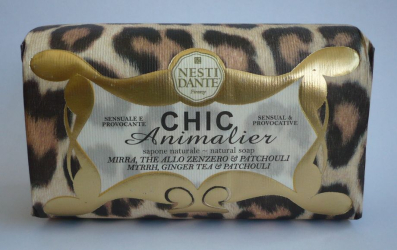 NESTI
DANTE
Firenze
SENSUALE E
PROVOCANTE
SENSUAL &
PROVOCATIVE
CHIC
Animalier
sapone naturale ~ natural soap
MIRRA, THE ALLO ZENZERO & PATCHOULI
MYRRH, GINGER TEA & PATCHOULI